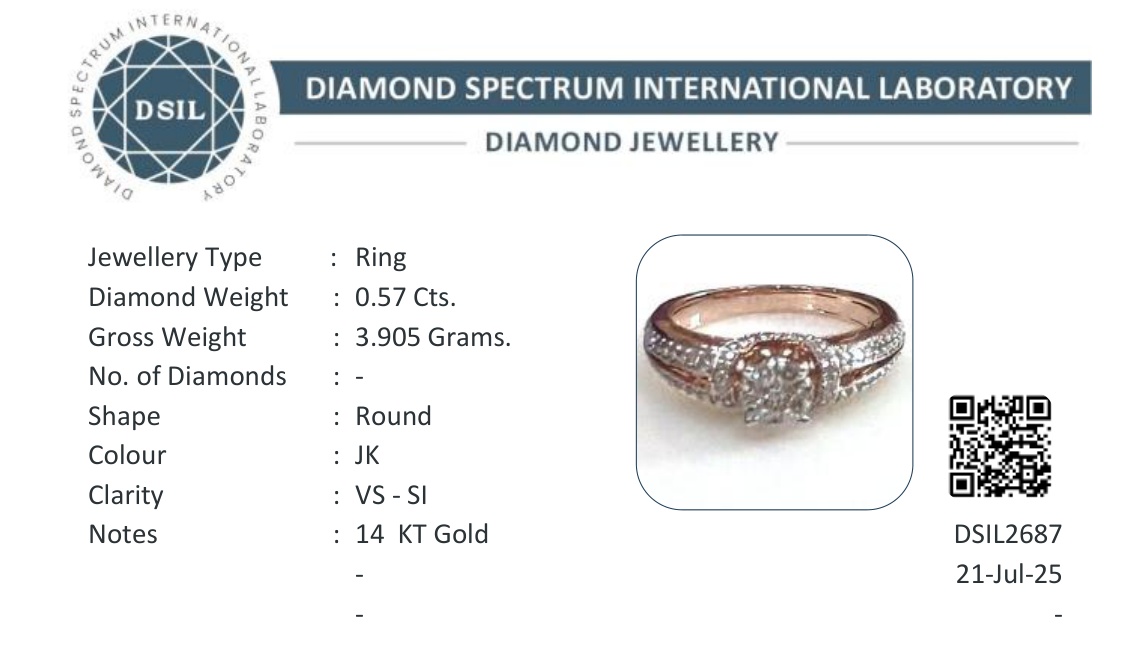 DIAMOND SPECTRUM INTERNATIONAL LABORATORY
DSIL
DIAMOND SPECTRUM INTERNATIONAL LABORATORY
DIAMOND JEWELLERY
Jewellery Type : Ring
Diamond Weight : 0.57 Cts.
Gross Weight : 3.905 Grams.
No. of Diamonds : -
Shape : Round
Colour : JK
Clarity : VS - SI
Notes : 14 KT Gold
-
-
DSIL2687
21-Jul-25
-